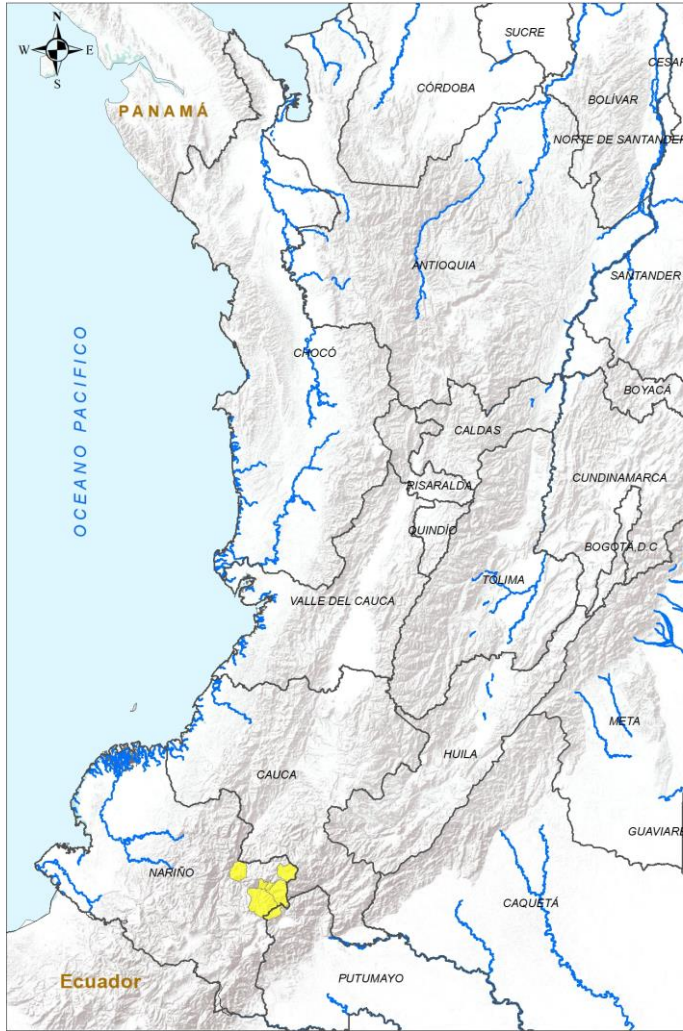 N
W E
S
PANAMÁ
SUCRE
CÓRDOBA
CESAR
BOLÍVAR
NORTE DE SANTANDER
ANTIOQUIA
SANTANDER
OCEANO PACIFICO
CHOCÓ
BOYACÁ
CALDAS
CUNDINAMARCA
RISARALDA
QUINDÍO
BOGOTÁ D.C
TOLIMA
VALLE DEL CAUCA
META
HUILA
CAUCA
GUAVIARE
NARIÑO
CAQUETÁ
Ecuador
PUTUMAYO